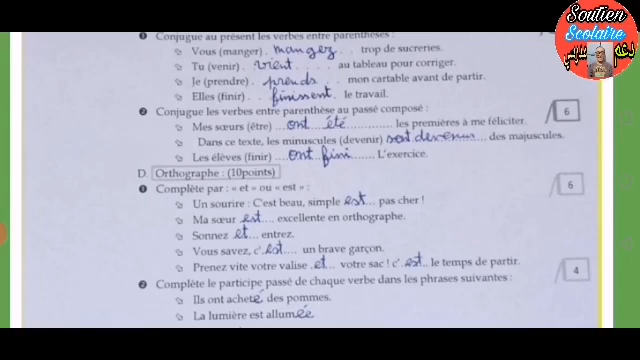 Soutien
Scolaire
دعم مدرسي
❶ Conjugue au présent les verbes entre parenthèses :
Vous (manger) . mangez . . trop de sucreries.
Tu (venir) . vient . . . . au tableau pour corriger.
Je (prendre) . prends . . mon cartable avant de partir.
Elles (finir) . . finissent le travail.
❷ Conjugue les verbes entre parenthèse au passé composé :
6
Mes sœurs (être) ...ont été............ les premières à me féliciter.
Dans ce texte, les minuscules (devenir) sont devenus ... des majuscules.
Les élèves (finir) ....ont fini.... L'exercice.
D. Orthographe : (10points)
❶ Complète par : « et » ou « est » :
6
Un sourire : C'est beau, simple est... pas cher !
Ma sœur est.... excellente en orthographe.
Sonnez et.... entrez.
Vous savez, c'est.... un brave garçon.
Prenez vite votre valise .et... votre sac ! c'.est. le temps de partir.
4
❷ Complète le participe passé de chaque verbe dans les phrases suivantes :
Ils ont acheté des pommes.
La lumière est allumée